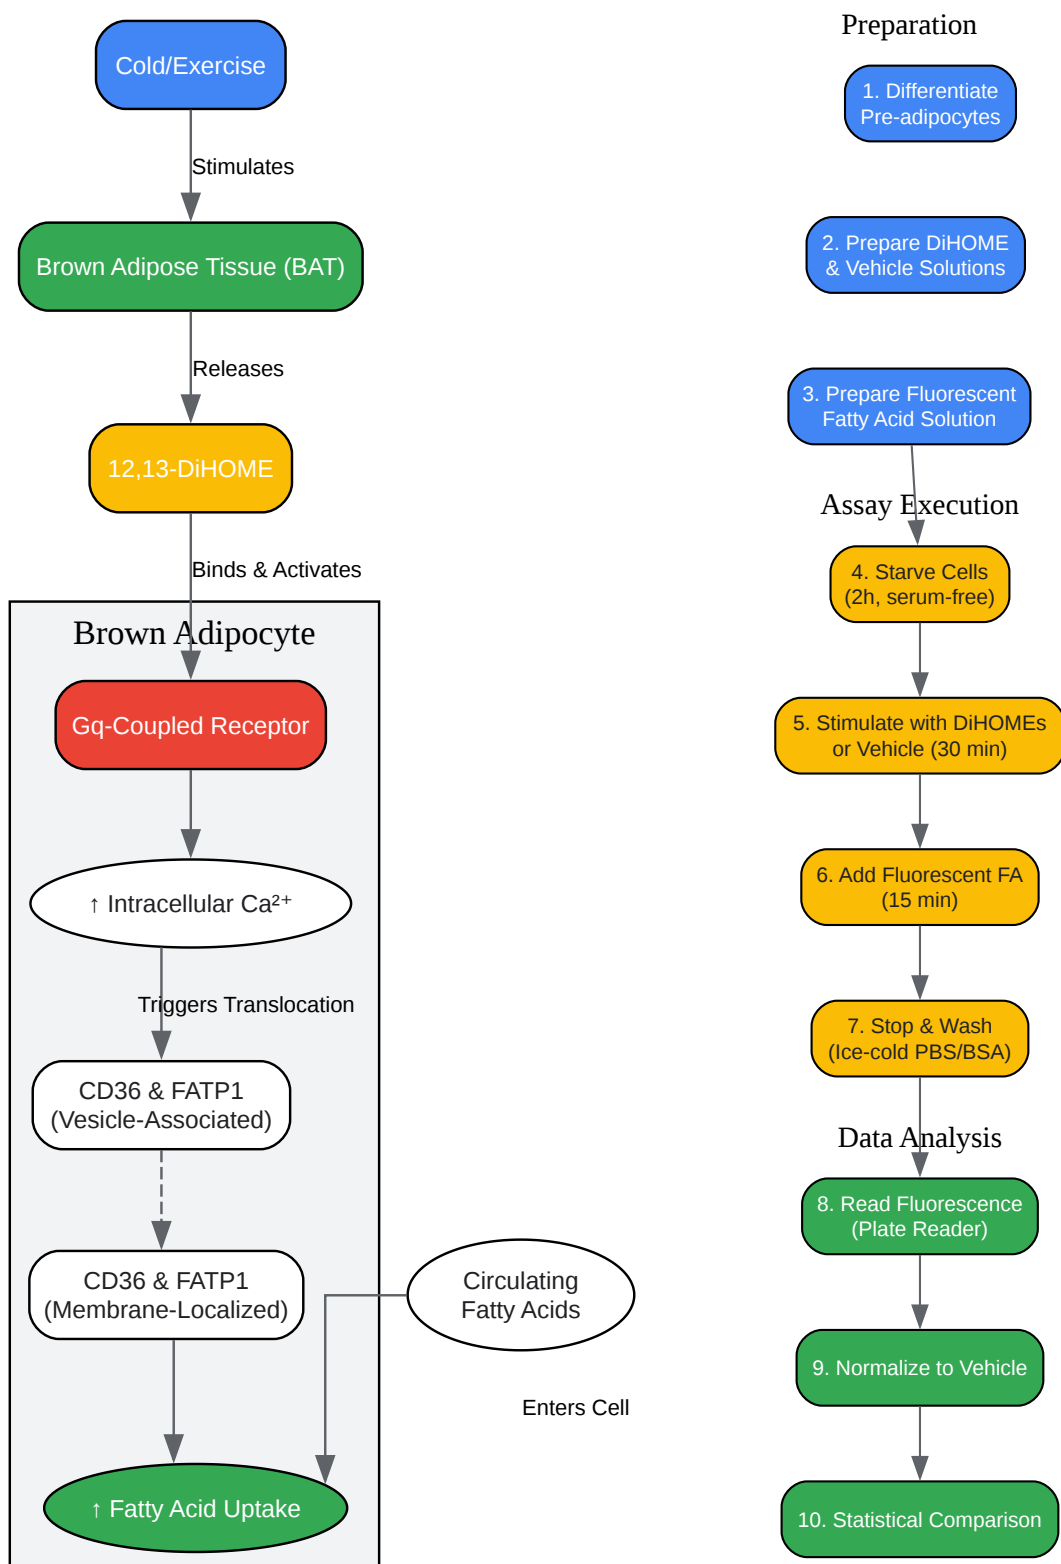 Cold/Exercise
Stimulates
Brown Adipose Tissue (BAT)
Releases
12,13-DiHOME
Binds & Activates
Brown Adipocyte
Gq-Coupled Receptor
↑ Intracellular Ca²⁺
Triggers Translocation
CD36 & FATP1
(Vesicle-Associated)
CD36 & FATP1
(Membrane-Localized)
Circulating
Fatty Acids
Enters Cell
↑ Fatty Acid Uptake
Preparation
1. Differentiate
Pre-adipocytes
2. Prepare DiHOME
& Vehicle Solutions
3. Prepare Fluorescent
Fatty Acid Solution
Assay Execution
4. Starve Cells
(2h, serum-free)
5. Stimulate with DiHOMEs
or Vehicle (30 min)
6. Add Fluorescent FA
(15 min)
7. Stop & Wash
(Ice-cold PBS/BSA)
Data Analysis
8. Read Fluorescence
(Plate Reader)
9. Normalize to Vehicle
10. Statistical Comparison